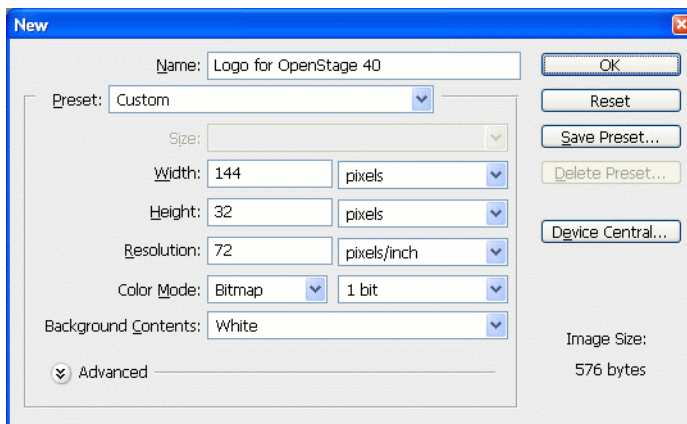 New
Name: Logo for OpenStage 40
OK
Preset: Custom
Reset
Size:
Save Preset...
Width: 144 pixels
Delete Preset...
Height: 32 pixels
Device Central...
Resolution: 72 pixels/inch
Color Mode: Bitmap 1 bit
Background Contents: White
Image Size:
576 bytes
Advanced